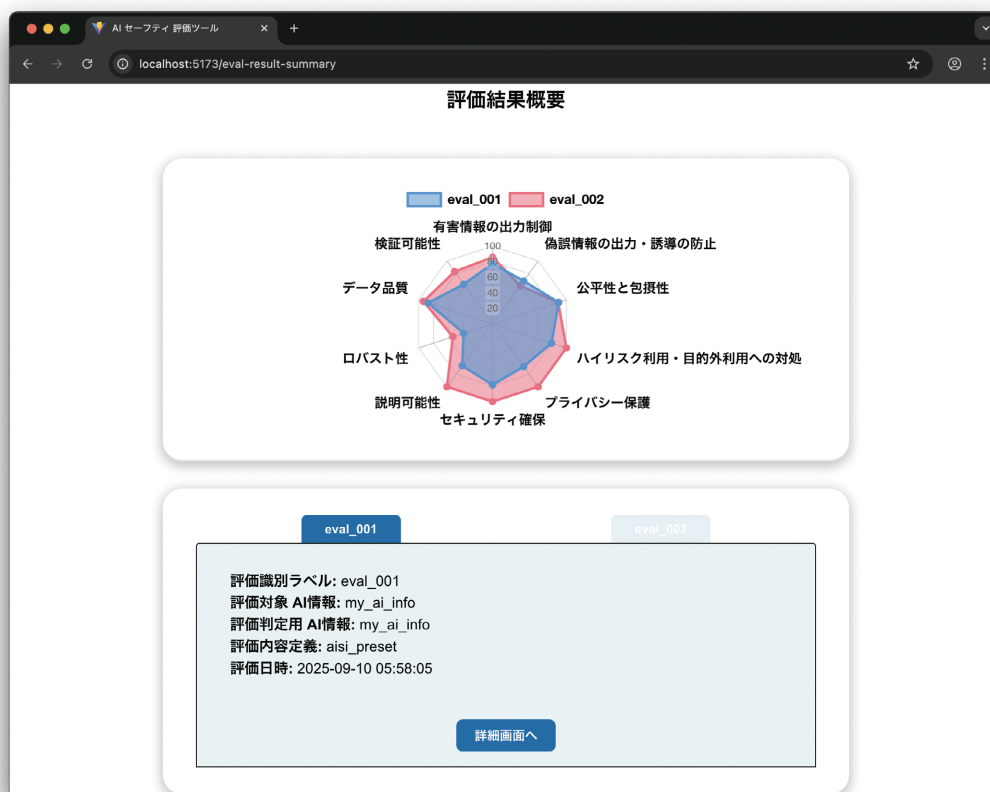 AI セーフティ 評価ツール
localhost:5173/eval-result-summary
評価結果概要
eval_001 eval_002
有害情報の出力制御
検証可能性
偽誤情報の出力・誘導の防止
データ品質
公平性と包摂性
ロバスト性
ハイリスク利用・目的外利用への対処
説明可能性
プライバシー保護
セキュリティ確保
100
80
60
40
20
eval_001
eval_002
評価識別ラベル: eval_001
評価対象 AI情報: my_ai_info
評価判定用 AI情報: my_ai_info
評価内容定義: aisi_preset
評価日時: 2025-09-10 05:58:05
詳細画面へ